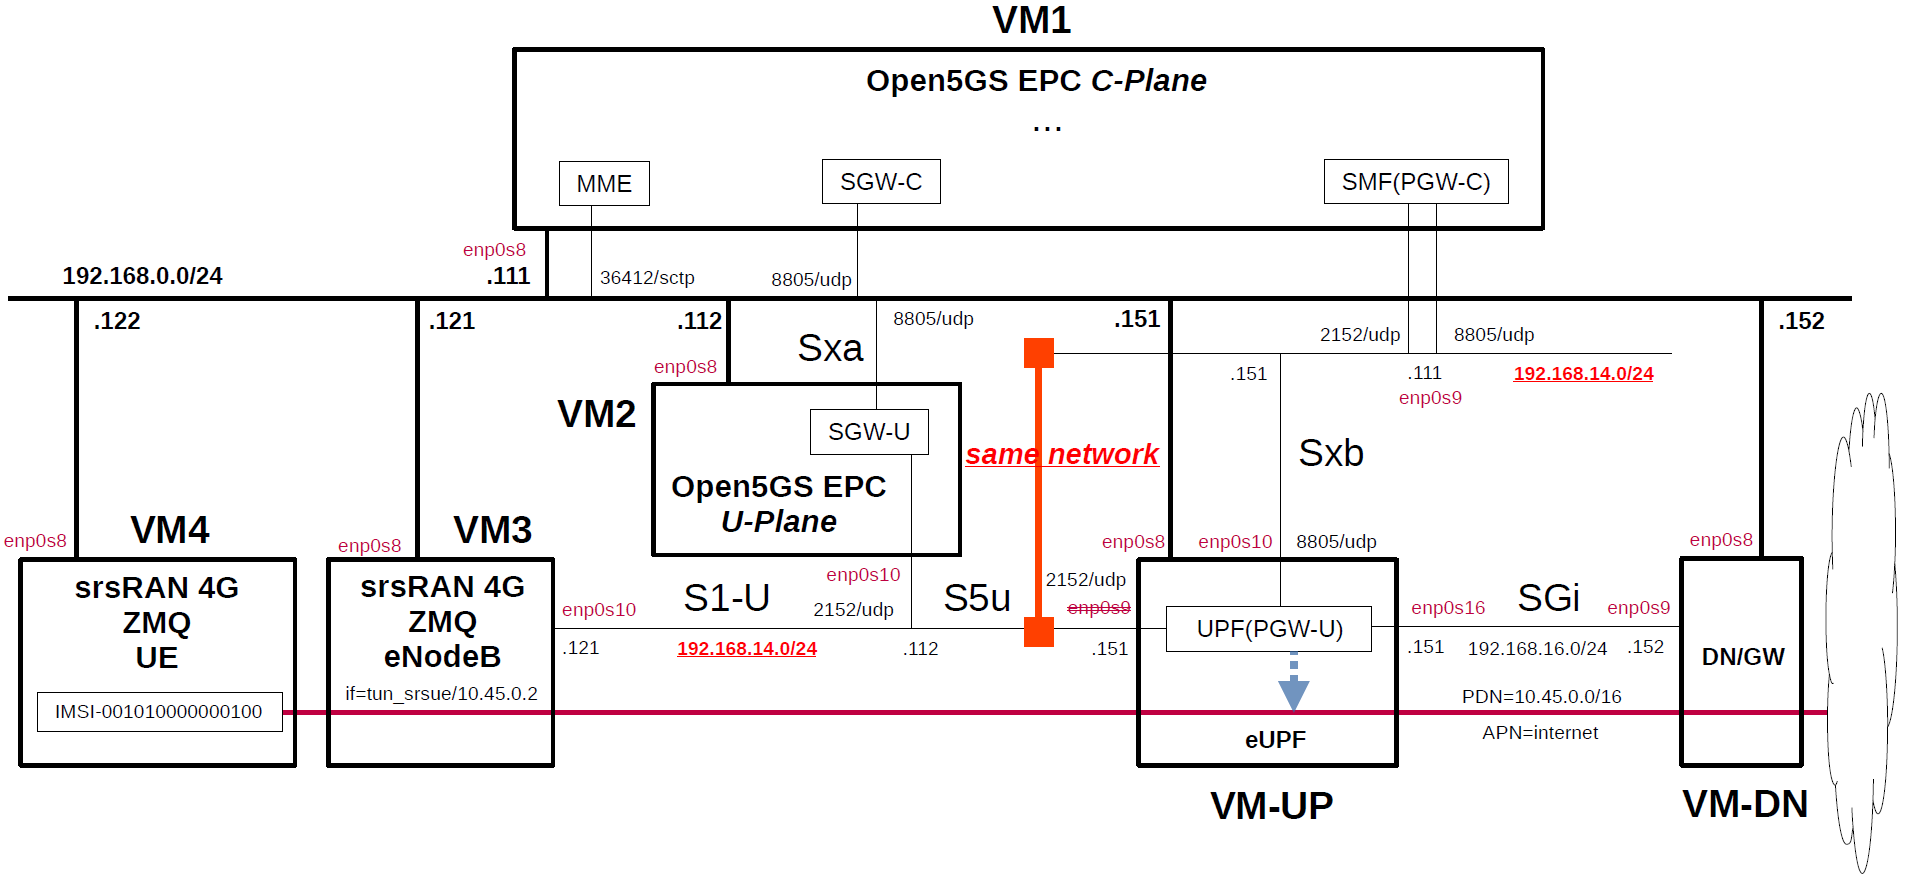 VM1
Open5GS EPC C-Plane
...
MME
SGW-C
SMF(PGW-C)
enp0s8
192.168.0.0/24
.111
36412/sctp
8805/udp
.122
.121
.112
8805/udp
.151
.152
2152/udp
8805/udp
Sxa
enp0s8
.151
.111
192.168.14.0/24
enp0s9
VM2
SGW-U
same network
Sxb
Open5GS EPC
U-Plane
VM4
VM3
enp0s8
enp0s8
enp0s8
enp0s10
8805/udp
enp0s8
srsRAN 4G
ZMQ
UE
srsRAN 4G
ZMQ
eNodeB
enp0s10
S1-U
enp0s10
2152/udp
S5u
2152/udp
enp0s9
UPF(PGW-U)
enp0s16
SGi
enp0s9
.121
192.168.14.0/24
.112
.151
.151
192.168.16.0/24
.152
DN/GW
if=tun_srsue/10.45.0.2
PDN=10.45.0.0/16
IMSI-001010000000100
APN=internet
eUPF
VM-UP
VM-DN